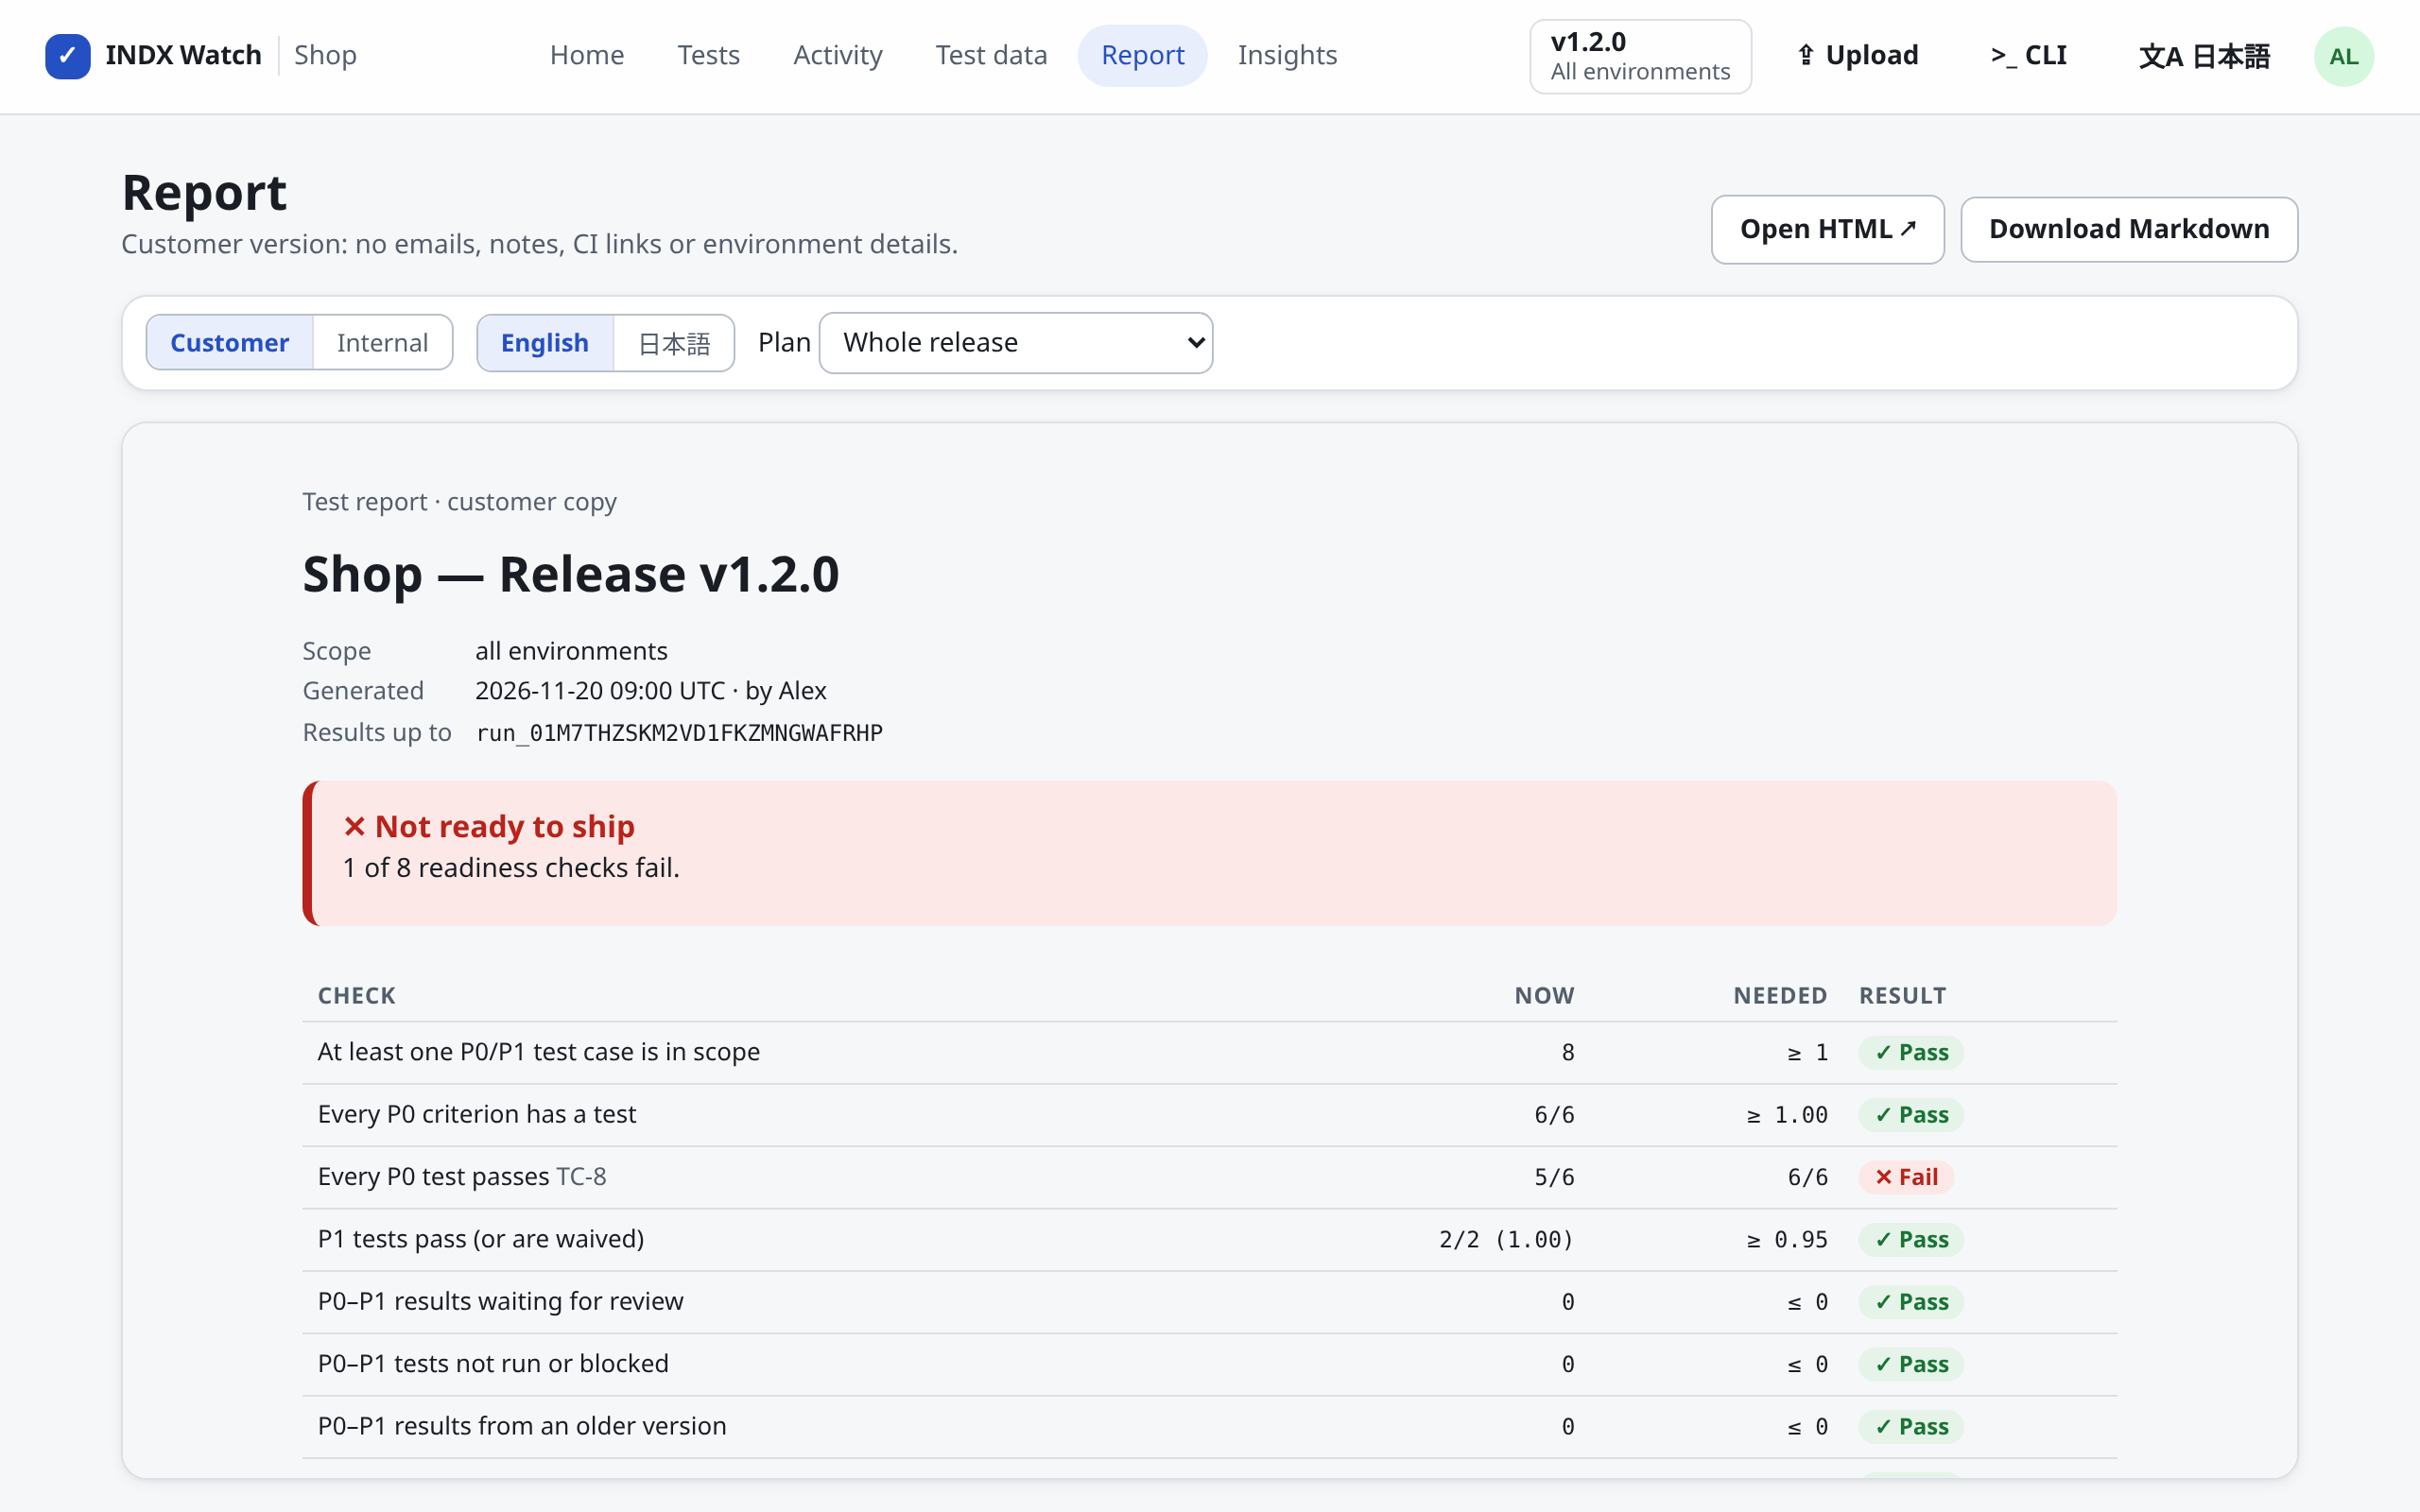 ✓ INDX Watch Shop Home Tests Activity Test data Report Insights v1.2.0 All environments ⇪ Upload >_ CLI 文A 日本語 AL
Report
Customer version: no emails, notes, CI links or environment details.
Open HTML ↗ Download Markdown
Customer Internal English 日本語 Plan Whole release
Test report · customer copy
Shop — Release v1.2.0
Scope all environments
Generated 2026-11-20 09:00 UTC · by Alex
Results up to run_01M7THZSKM2VD1FKZMNGWAFRHP
✕ Not ready to ship
1 of 8 readiness checks fail.
CHECK NOW NEEDED RESULT
At least one P0/P1 test case is in scope 8 ≥ 1 ✓ Pass
Every P0 criterion has a test 6/6 ≥ 1.00 ✓ Pass
Every P0 test passes TC-8 5/6 6/6 ✕ Fail
P1 tests pass (or are waived) 2/2 (1.00) ≥ 0.95 ✓ Pass
P0–P1 results waiting for review 0 ≤ 0 ✓ Pass
P0–P1 tests not run or blocked 0 ≤ 0 ✓ Pass
P0–P1 results from an older version 0 ≤ 0 ✓ Pass